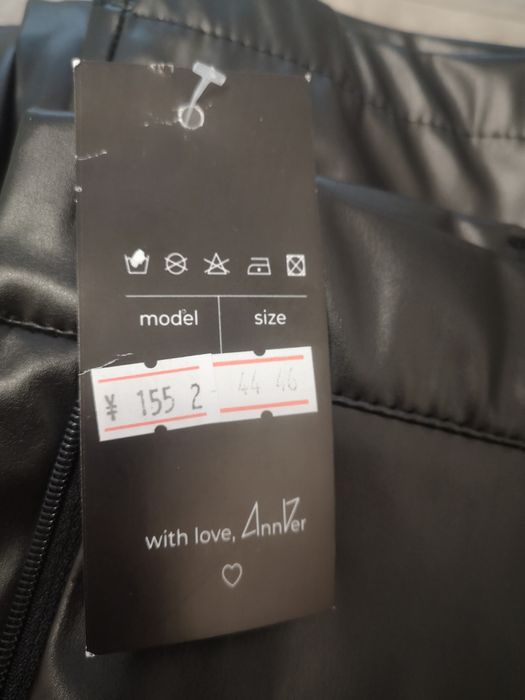 model size
¥ 155 2 44 46
with love, AnnVer